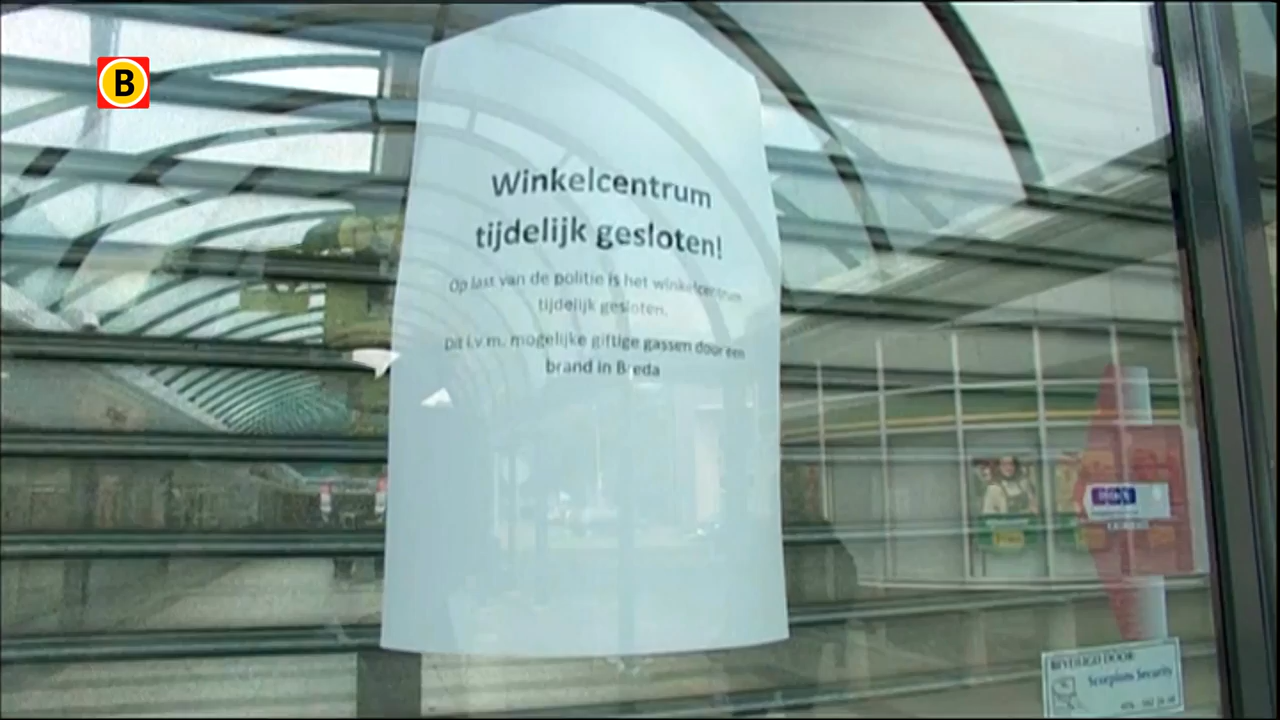 B
Winkelcentrum
tijdelijk gesloten!
Op last van de politie is het winkelcentrum
tijdelijk gesloten.
Dit i.v.m. mogelijke giftige gassen door een
brand in Breda
BEVEILIGD DOOR
Scorpions Security